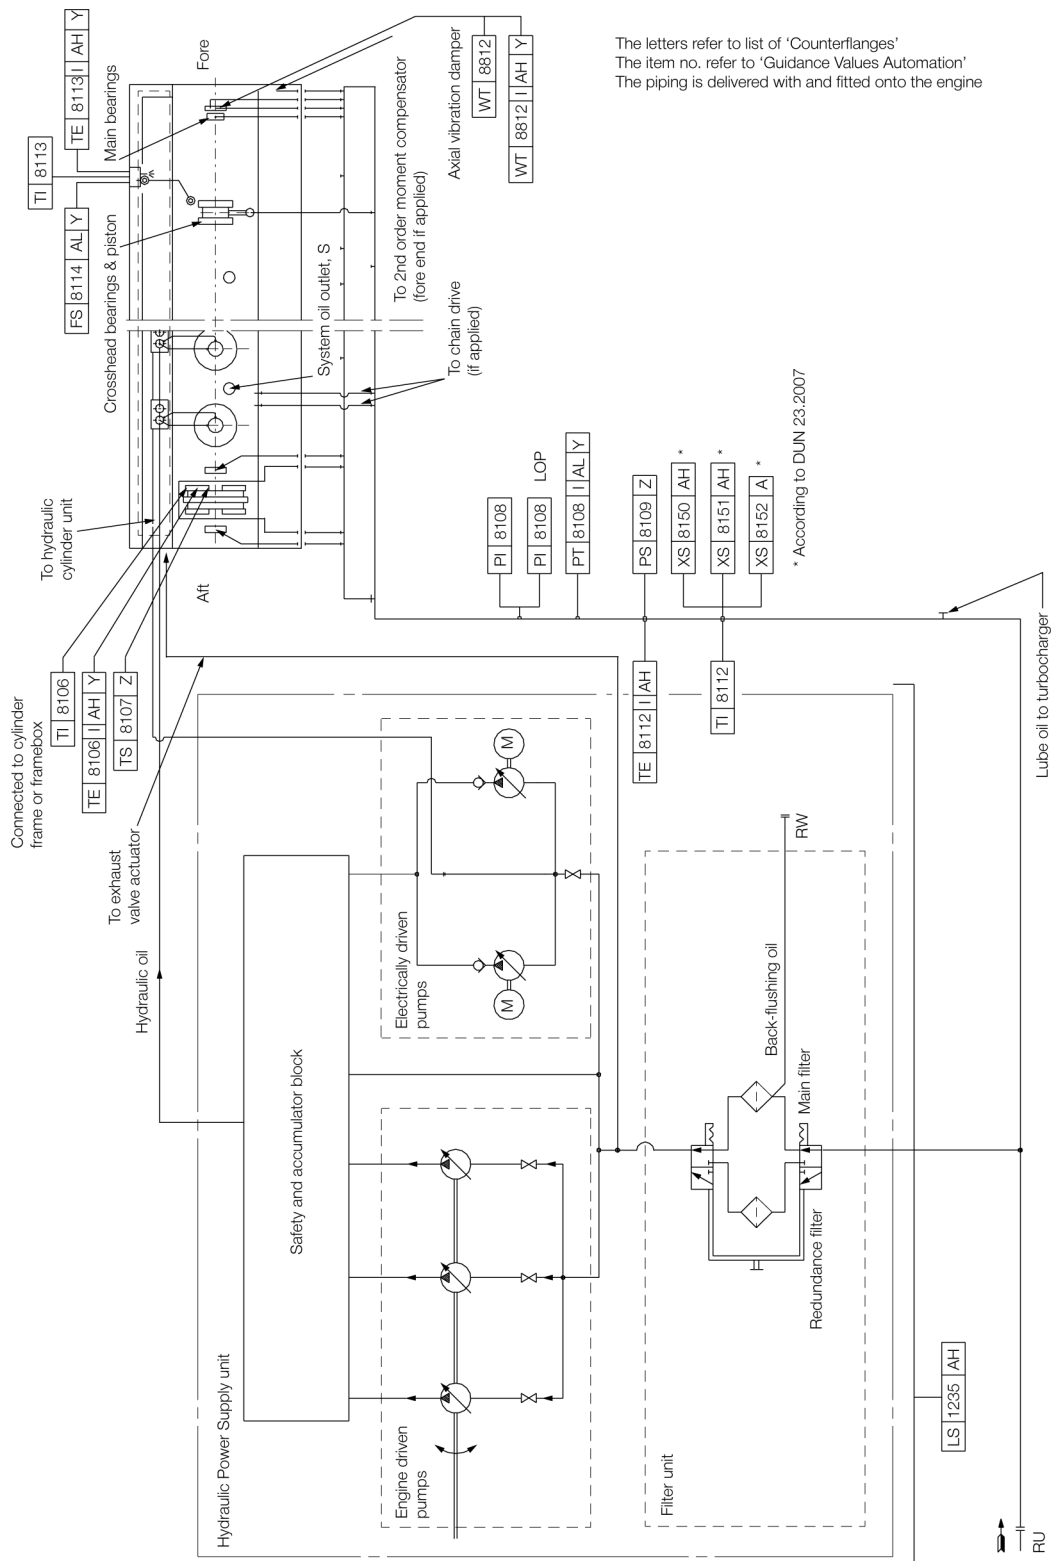 The letters refer to list of ‘Counterflanges’
The item no. refer to ‘Guidance Values Automation’
The piping is delivered with and fitted onto the engine
TE 8113 I AH Y
TI 8113
FS 8114 AL Y
Main bearings
Crosshead bearings & piston
Fore
Aft
Axial vibration damper
WT 8812
WT 8812 I AH Y
To 2nd order moment compensator
(fore end if applied)
System oil outlet, S
To chain drive
(if applied)
To hydraulic
cylinder unit
Connected to cylinder
frame or framebox
TI 8106
TE 8106 I AH Y
TS 8107 Z
To exhaust
valve actuator
Hydraulic oil
PI 8108
PI 8108 LOP
PT 8108 I AL Y
PS 8109 Z
TE 8112 I AH
XS 8150 AH *
XS 8151 AH *
XS 8152 A *
TI 8112
* According to DUN 23.2007
Lube oil to turbocharger
Hydraulic Power Supply unit
Safety and accumulator block
Electrically driven
pumps
M
M
Engine driven
pumps
Filter unit
RW
Back-flushing oil
Main filter
Redundance filter
LS 1235 AH
RU